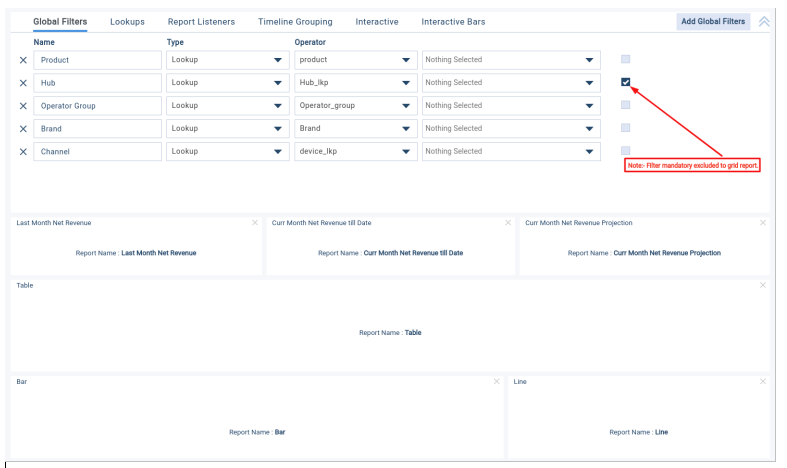 Global Filters Lookups Report Listeners Timeline Grouping Interactive Interactive Bars Add Global Filters
Name Type Operator
Product Lookup product Nothing Selected
Hub Lookup Hub_lkp Nothing Selected
Operator Group Lookup Operator_group Nothing Selected
Brand Lookup Brand Nothing Selected
Channel Lookup device_lkp Nothing Selected
Note:- Filter mandatory excluded to grid report.
Last Month Net Revenue Curr Month Net Revenue till Date Curr Month Net Revenue Projection
Report Name : Last Month Net Revenue Report Name : Curr Month Net Revenue till Date Report Name : Curr Month Net Revenue Projection
Table
Report Name : Table
Bar Line
Report Name : Bar Report Name : Line